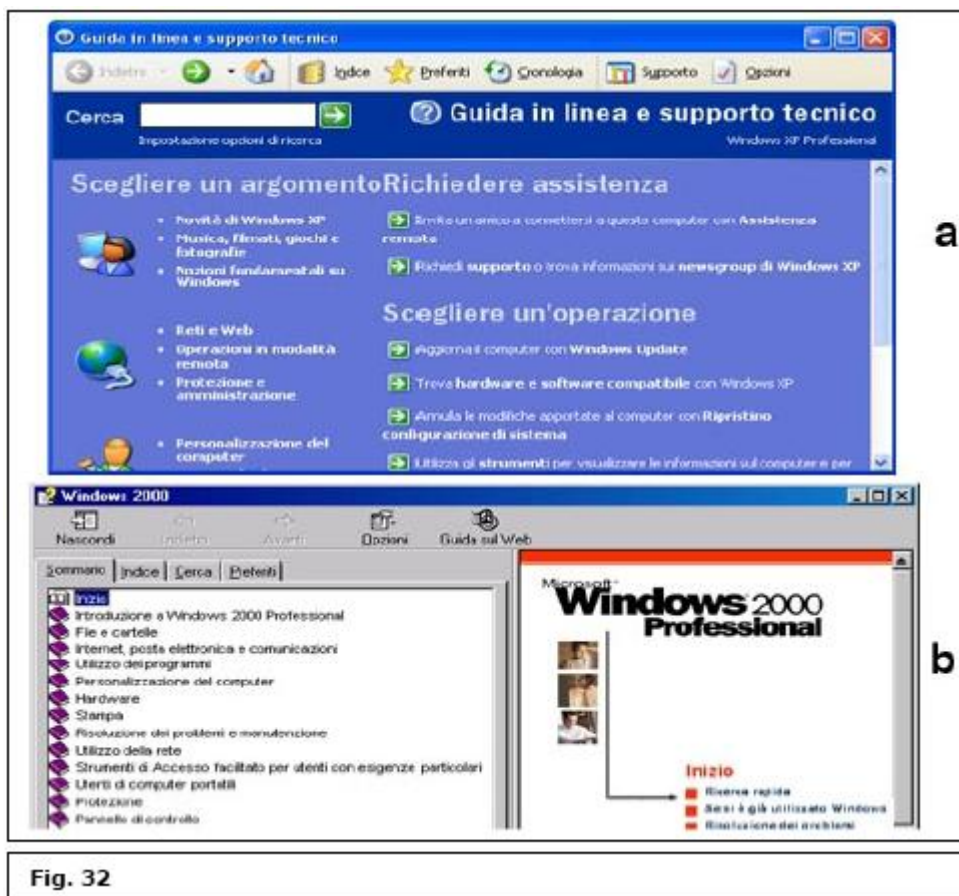 Guida in linea e supporto tecnico
Indietro Indice Preferiti Cronologia Supporto Opzioni
Cerca
Guida in linea e supporto tecnico
Impostazione opzioni di ricerca
Windows XP Professional
Scegliere un argomento
Novità di Windows XP
Musica, filmati, giochi e
fotografie
Nozioni fondamentali su
Windows
Reti e Web
Operazioni in modalità
remota
Protezione e
amministrazione
Personalizzazione del
computer
Richiedere assistenza
Invita un amico a connettersi a questo computer con Assistenza
remota
Richiedi supporto o trova informazioni sui newsgroup di Windows XP
Scegliere un'operazione
Aggiorna il computer con Windows Update
Trova hardware e software compatibile con Windows XP
Annulla le modifiche apportate al computer con Ripristino
configurazione di sistema
Utilizza gli strumenti per visualizzare le informazioni sul computer e per
a
Windows 2000
Nascondi Indietro Avanti Opzioni Guida sul Web
Sommario Indice Cerca Preferiti
Inizio
Introduzione a Windows 2000 Professional
File e cartelle
Internet, posta elettronica e comunicazioni
Utilizzo dei programmi
Personalizzazione del computer
Hardware
Stampa
Risoluzione dei problemi e manutenzione
Utilizzo della rete
Strumenti di Accesso facilitato per utenti con esigenze particolari
Utenti di computer portatili
Protezione
Pannello di controllo
Microsoft
Windows 2000
Professional
Inizio
Ricerca rapida
Se si è già utilizzato Windows
Risoluzione dei problemi
b
Fig. 32